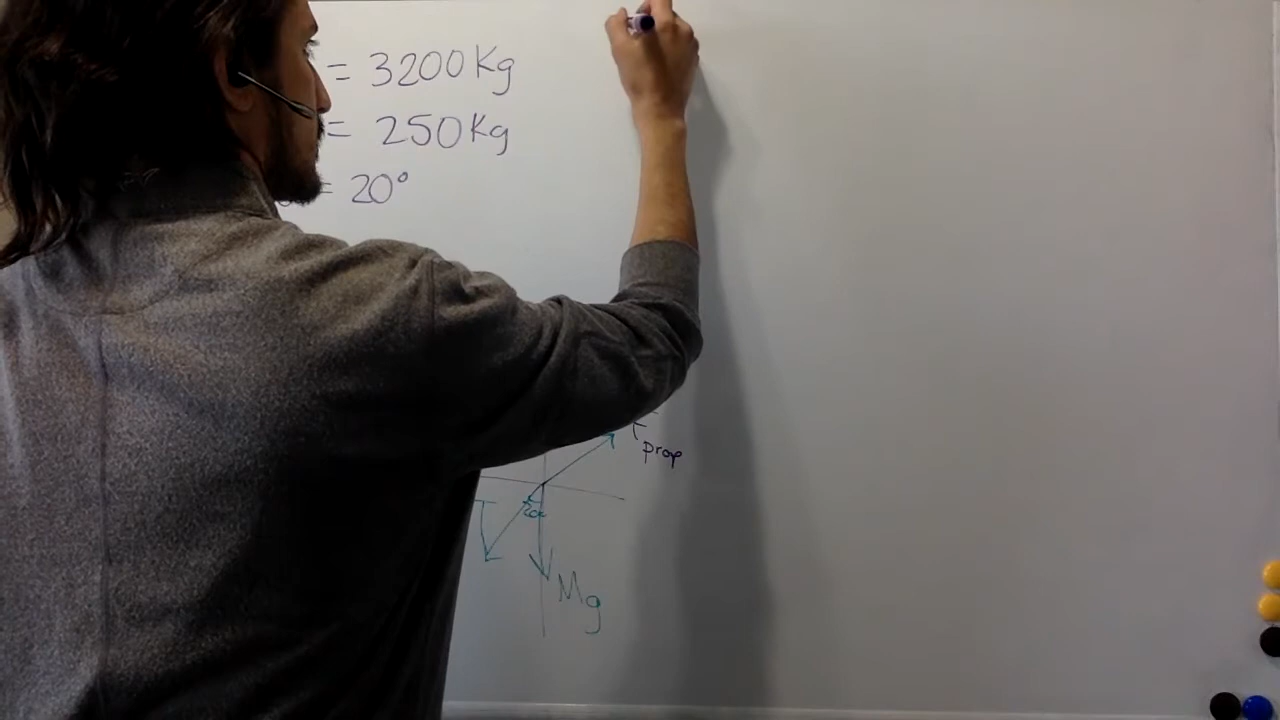 = 3200 Kg
= 250 Kg
= 20°
F prop
T
20°
Mg